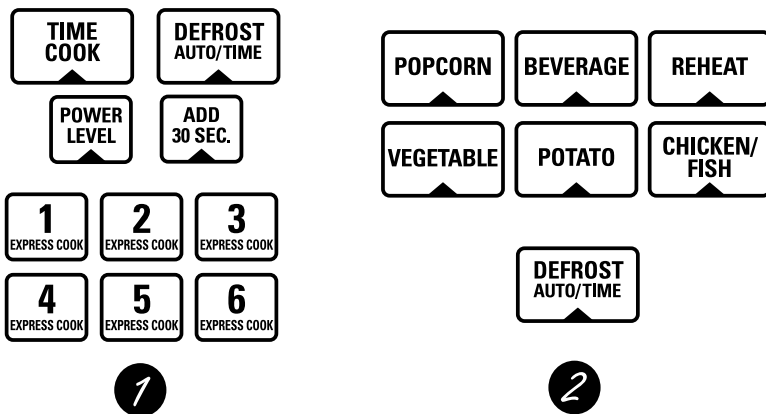 TIME
COOK
DEFROST
AUTO/TIME
POWER
LEVEL
ADD
30 SEC.
1
EXPRESS COOK
2
EXPRESS COOK
3
EXPRESS COOK
4
EXPRESS COOK
5
EXPRESS COOK
6
EXPRESS COOK
1
POPCORN
BEVERAGE
REHEAT
VEGETABLE
POTATO
CHICKEN/
FISH
DEFROST
AUTO/TIME
2